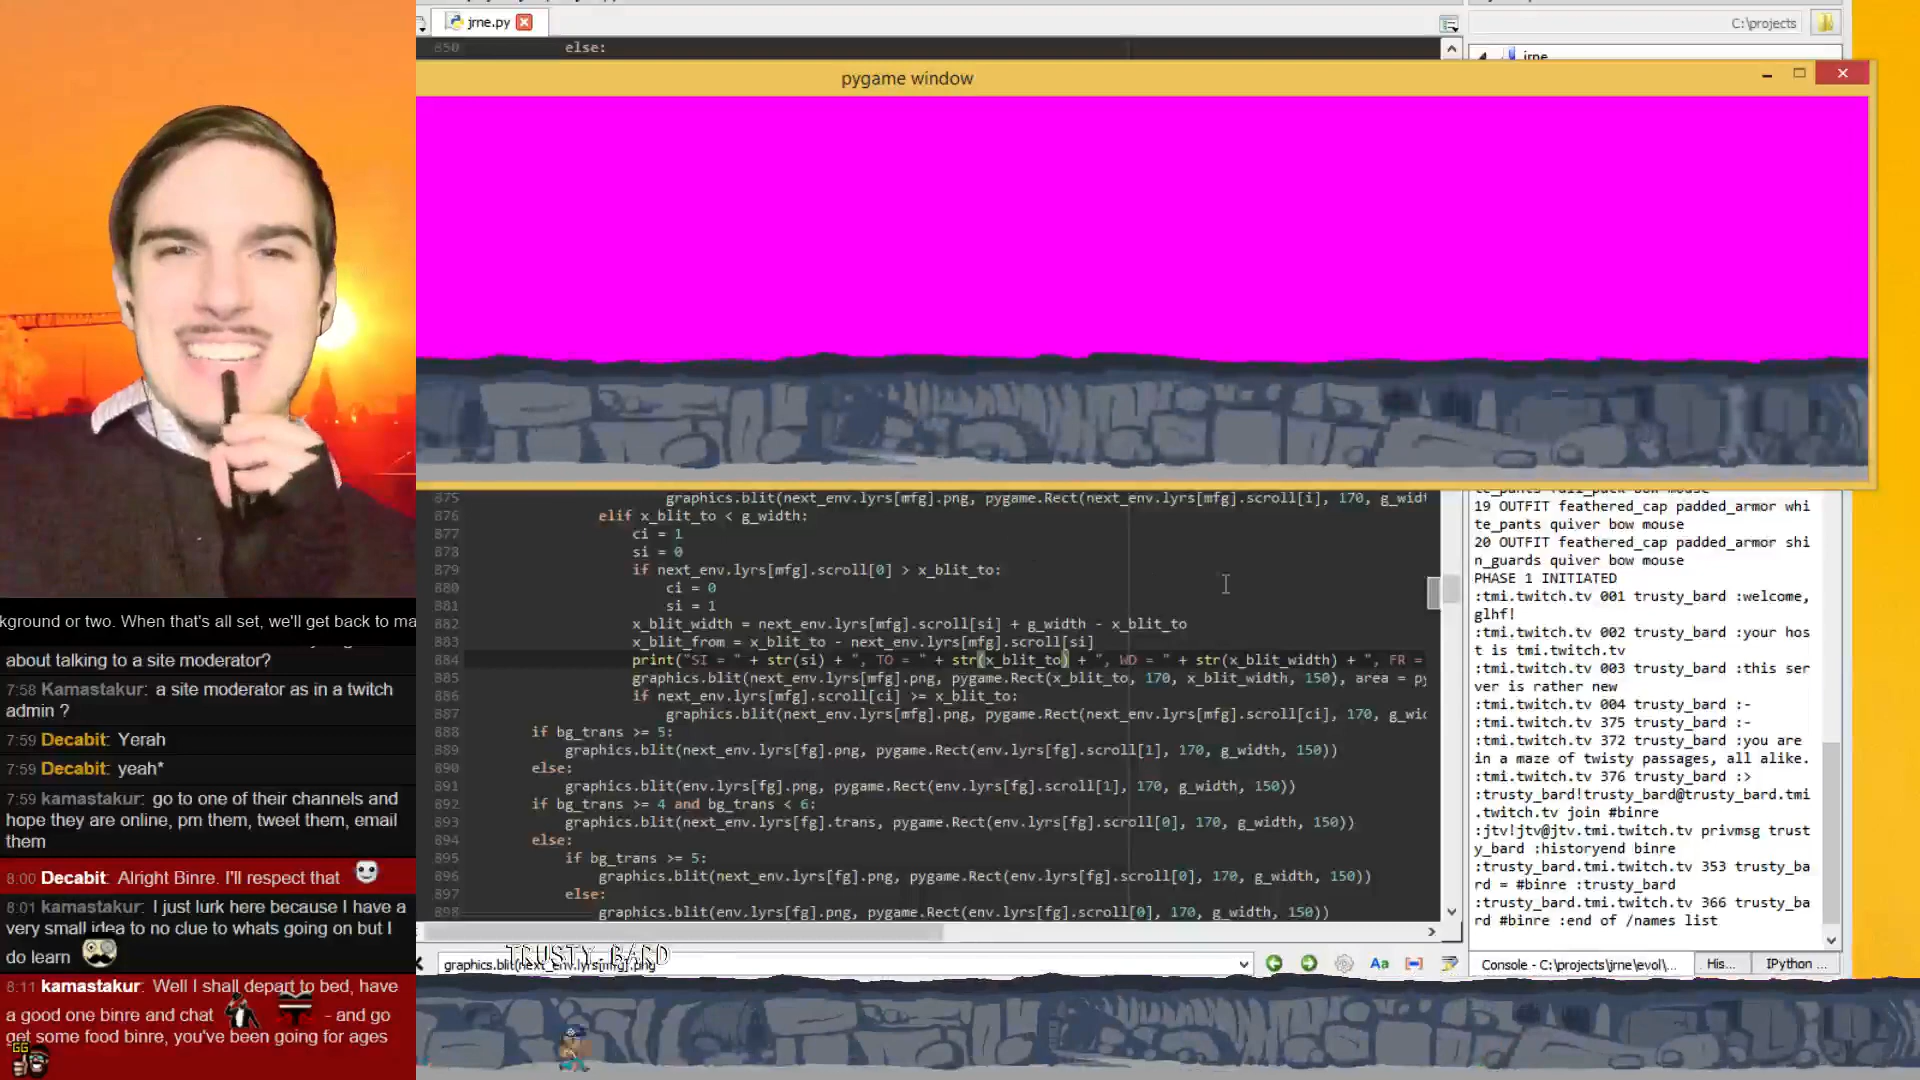 jrne.py
C:\projects
850 else:
jrne
pygame window
875 graphics.blit(next_env.lyrs[mfg].png, pygame.Rect(next_env.lyrs[mfg].scroll[i], 170, g_widt
876 elif x_blit_to < g_width:
877 ci = 1
878 si = 0
879 if next_env.lyrs[mfg].scroll[0] > x_blit_to:
880 ci = 0
881 si = 1
882 x_blit_width = next_env.lyrs[mfg].scroll[si] + g_width - x_blit_to
883 x_blit_from = x_blit_to - next_env.lyrs[mfg].scroll[si]
884 print("SI = " + str(si) + ", TO = " + str(x_blit_to) + ", WD = " + str(x_blit_width) + ", FR =
885 graphics.blit(next_env.lyrs[mfg].png, pygame.Rect(x_blit_to, 170, x_blit_width, 150), area = py
886 if next_env.lyrs[mfg].scroll[ci] >= x_blit_to:
887 graphics.blit(next_env.lyrs[mfg].png, pygame.Rect(next_env.lyrs[mfg].scroll[ci], 170, g_wid
888 if bg_trans >= 5:
889 graphics.blit(next_env.lyrs[fg].png, pygame.Rect(env.lyrs[fg].scroll[1], 170, g_width, 150))
890 else:
891 graphics.blit(env.lyrs[fg].png, pygame.Rect(env.lyrs[fg].scroll[1], 170, g_width, 150))
892 if bg_trans >= 4 and bg_trans < 6:
893 graphics.blit(next_env.lyrs[fg].trans, pygame.Rect(env.lyrs[fg].scroll[0], 170, g_width, 150))
894 else:
895 if bg_trans >= 5:
896 graphics.blit(next_env.lyrs[fg].png, pygame.Rect(env.lyrs[fg].scroll[0], 170, g_width, 150))
897 else:
898 graphics.blit(env.lyrs[fg].png, pygame.Rect(env.lyrs[fg].scroll[0], 170, g_width, 150))
te_pants full_pack bow mouse
19 OUTFIT feathered_cap padded_armor whi
te_pants quiver bow mouse
20 OUTFIT feathered_cap padded_armor shi
n_guards quiver bow mouse
PHASE 1 INITIATED
:tmi.twitch.tv 001 trusty_bard :welcome,
glhf!
:tmi.twitch.tv 002 trusty_bard :your hos
t is tmi.twitch.tv
:tmi.twitch.tv 003 trusty_bard :this ser
ver is rather new
:tmi.twitch.tv 004 trusty_bard :-
:tmi.twitch.tv 375 trusty_bard :-
:tmi.twitch.tv 372 trusty_bard :you are
in a maze of twisty passages, all alike.
:tmi.twitch.tv 376 trusty_bard :>
:trusty_bard!trusty_bard@trusty_bard.tmi
.twitch.tv join #binre
:jtv!jtv@jtv.tmi.twitch.tv privmsg trust
y_bard :historyend binre
:trusty_bard.tmi.twitch.tv 353 trusty_ba
rd = #binre :trusty_bard
:trusty_bard.tmi.twitch.tv 366 trusty_ba
rd #binre :end of /names list
Console - C:\projects\jrne\evol\...
His...
IPython ...
TRUSTY_BARD
graphics.blit(next_env.lyrs[mfg].png
Aa
kground or two. When that's all set, we'll get back to ma
about talking to a site moderator?
7:58 Kamastakur: a site moderator as in a twitch
admin ?
7:59 Decabit: Yerah
7:59 Decabit: yeah*
7:59 kamastakur: go to one of their channels and
hope they are online, pm them, tweet them, email
them
8:00 Decabit: Alright Binre. I'll respect that
8:01 kamastakur: I just lurk here because I have a
very small idea to no clue to whats going on but I
do learn
8:11 kamastakur: Well I shall depart to bed, have
a good one binre and chat - and go
get some food binre, you've been going for ages
GG